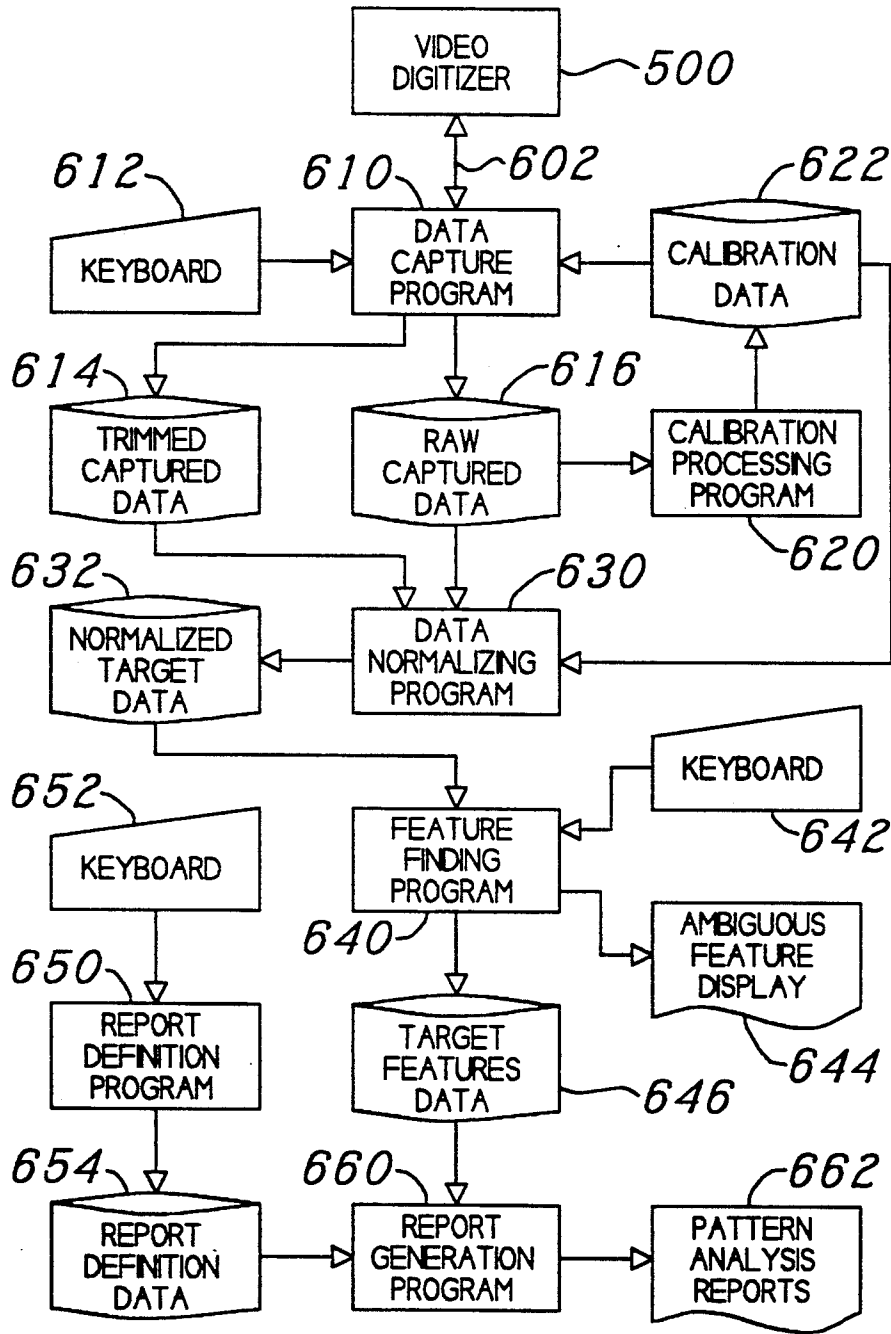 VIDEO
DIGITIZER
500
602
612
KEYBOARD
610
DATA
CAPTURE
PROGRAM
622
CALIBRATION
DATA
614
TRIMMED
CAPTURED
DATA
616
RAW
CAPTURED
DATA
CALIBRATION
PROCESSING
PROGRAM
620
632
NORMALIZED
TARGET
DATA
630
DATA
NORMALIZING
PROGRAM
KEYBOARD
642
652
KEYBOARD
FEATURE
FINDING
PROGRAM
640
AMBIGUOUS
FEATURE
DISPLAY
644
650
REPORT
DEFINITION
PROGRAM
TARGET
FEATURES
DATA
646
654
REPORT
DEFINITION
DATA
660
REPORT
GENERATION
PROGRAM
662
PATTERN
ANALYSIS
REPORTS